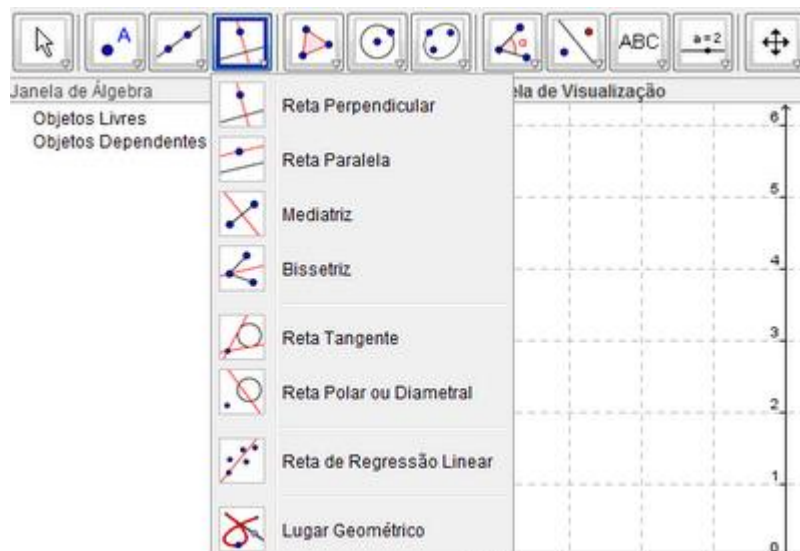 A
α
ABC
a=2
Janela de Álgebra
ela de Visualização
Objetos Livres
Objetos Dependentes
Reta Perpendicular
Reta Paralela
Mediatriz
Bissetriz
Reta Tangente
Reta Polar ou Diametral
Reta de Regressão Linear
Lugar Geométrico
6
5
4
3
2
1
0